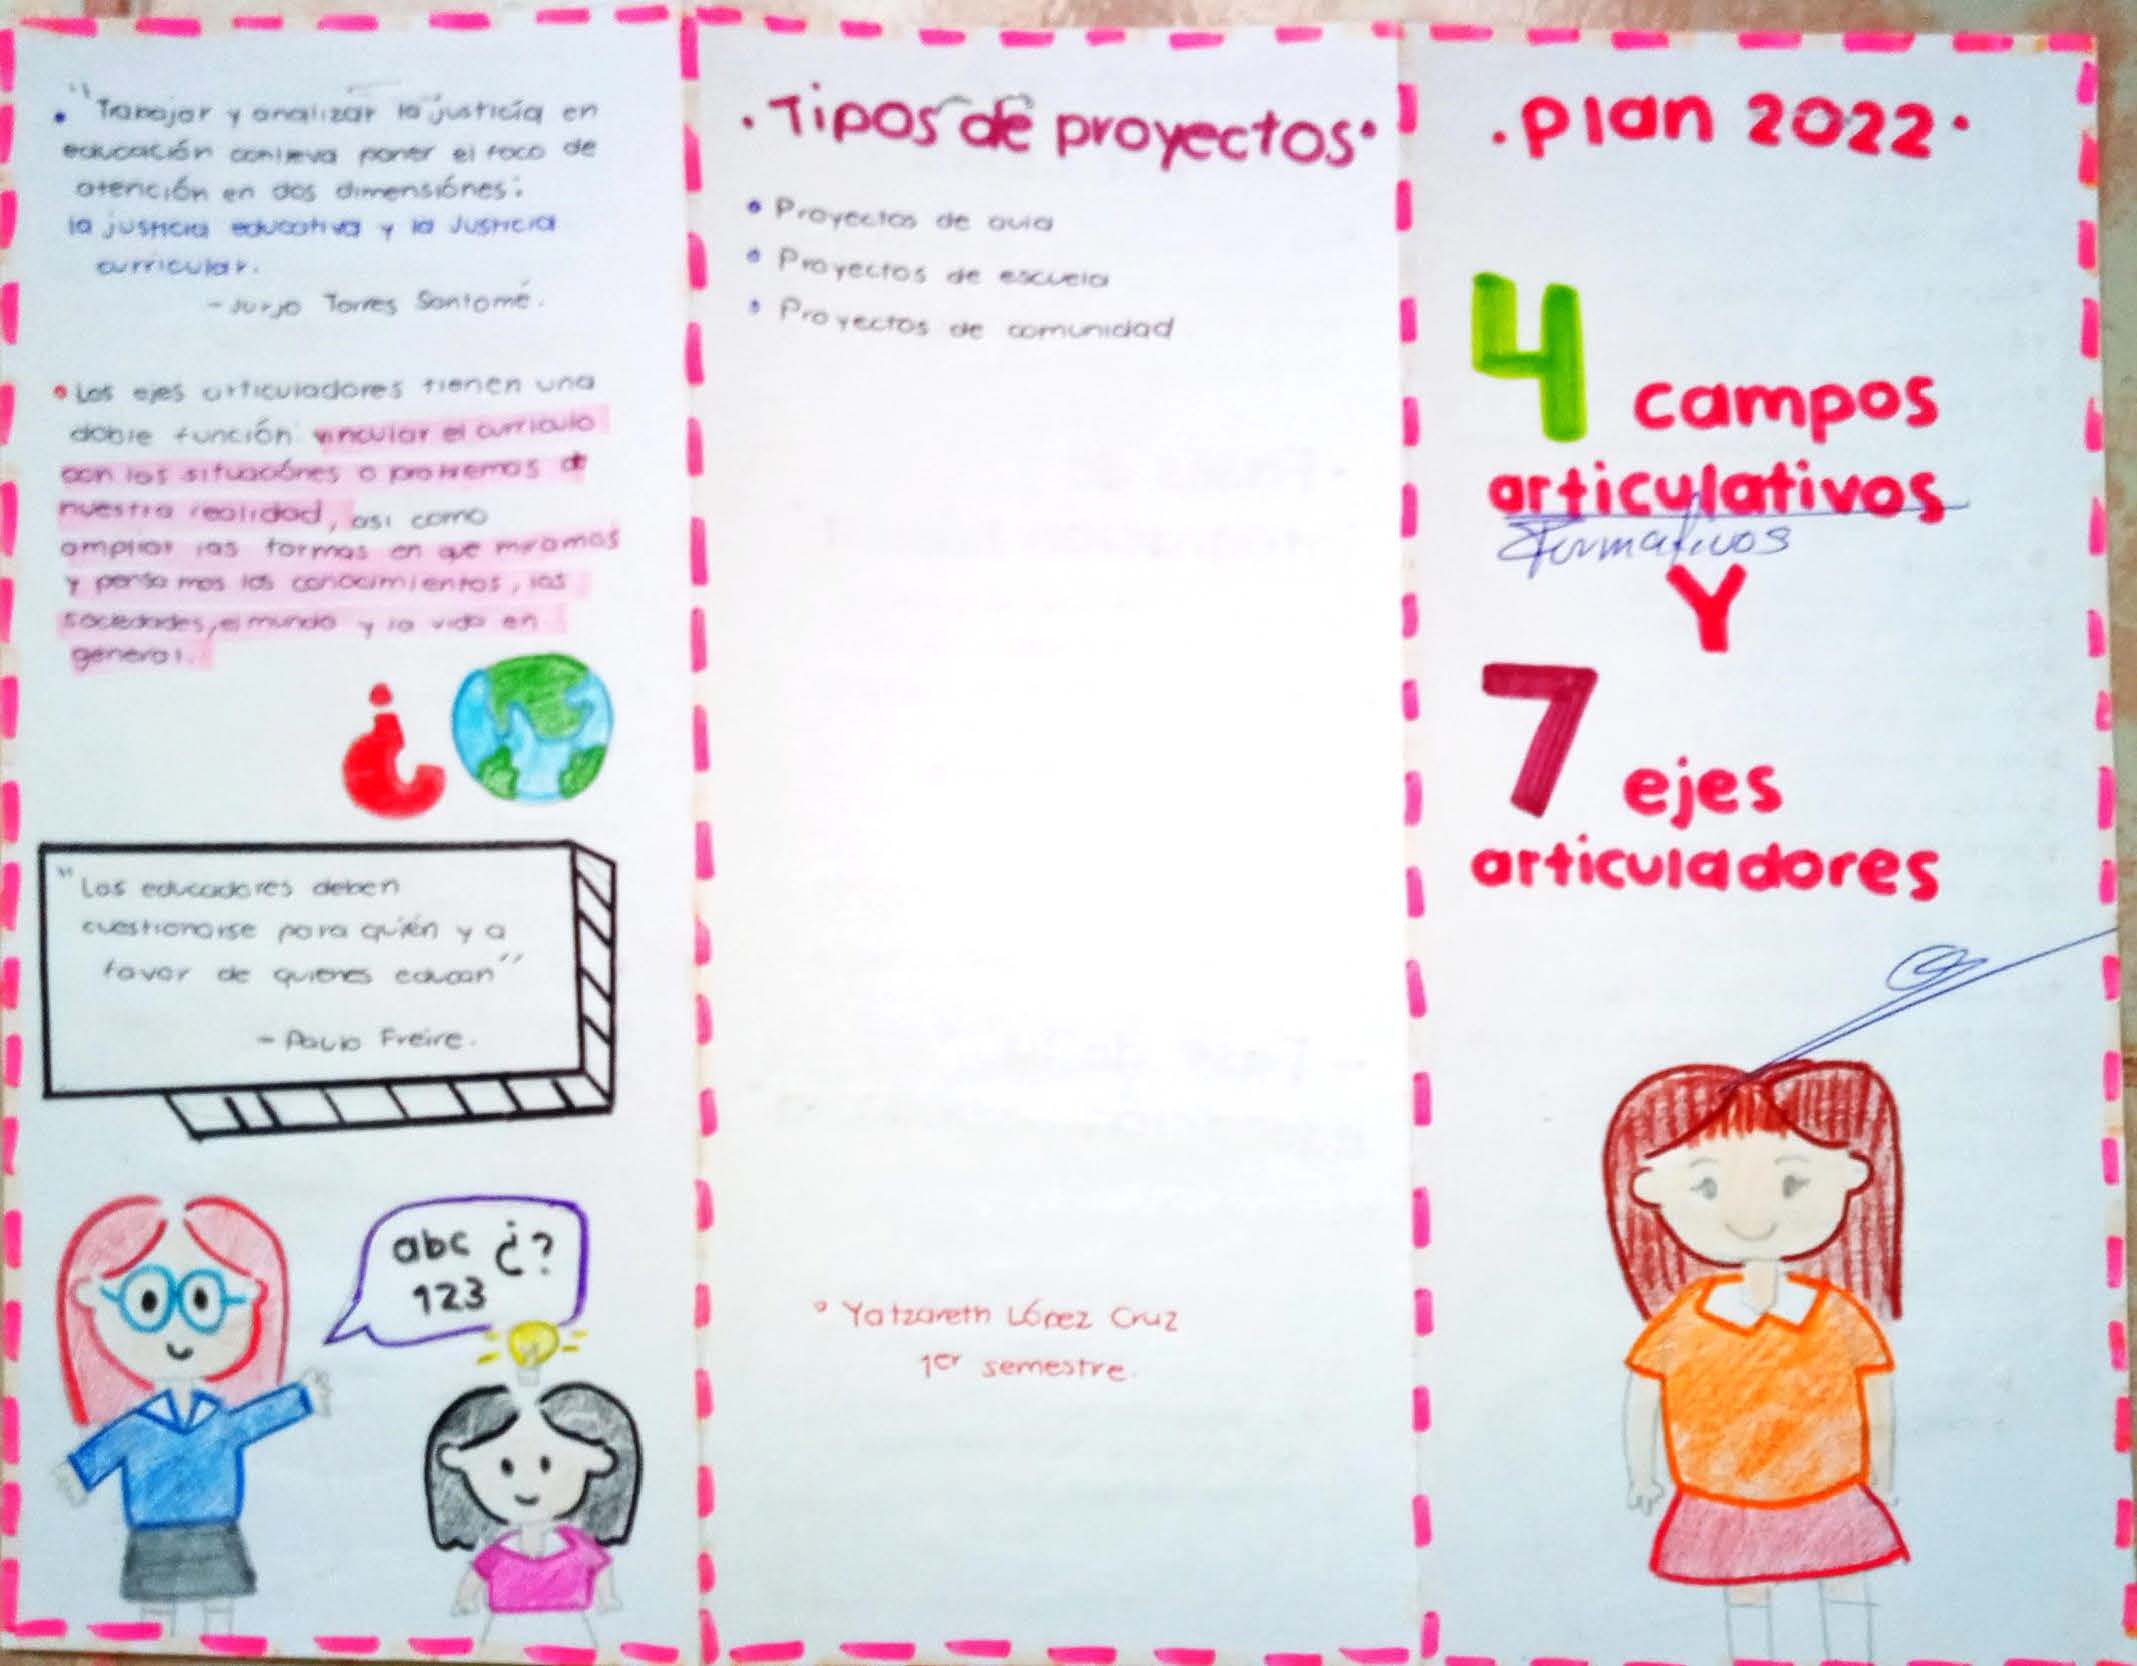 "Trabajar y analizar la justicia en
educación conlleva poner el foco de
atención en dos dimensiónes:
la justicia educativa y la Justicia
curricular.
- Jurjo Torres Santomé.
Los ejes articuladores tienen una
doble función vincular el curriculo
con las situaciónes o problemas de
nuestra realidad, asi como
ampliar las formas en que miramos
y pensamos los conocimientos, las
sociedades, el mundo y la vida en
general.
¿
"Los educadores deben
cuestionarse para quién y a
favor de quienes educan"
- Paulo Freire.
abc ¿?
123
. Tipos de proyectos.
• Proyectos de aula
• Proyectos de escuela
• Proyectos de comunidad
° Yatzareth López Cruz
1er semestre.
. plan 2022.
4 campos
articulativos
Formativos
Y
7 ejes
articuladores